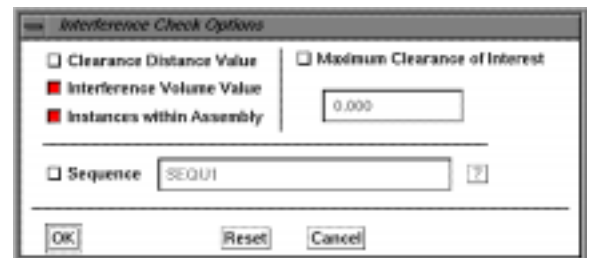 Interference Check Options
Clearance Distance Value
Maximum Clearance of Interest
Interference Volume Value
0.000
Instances within Assembly
Sequence SEQU1 ?
OK Reset Cancel